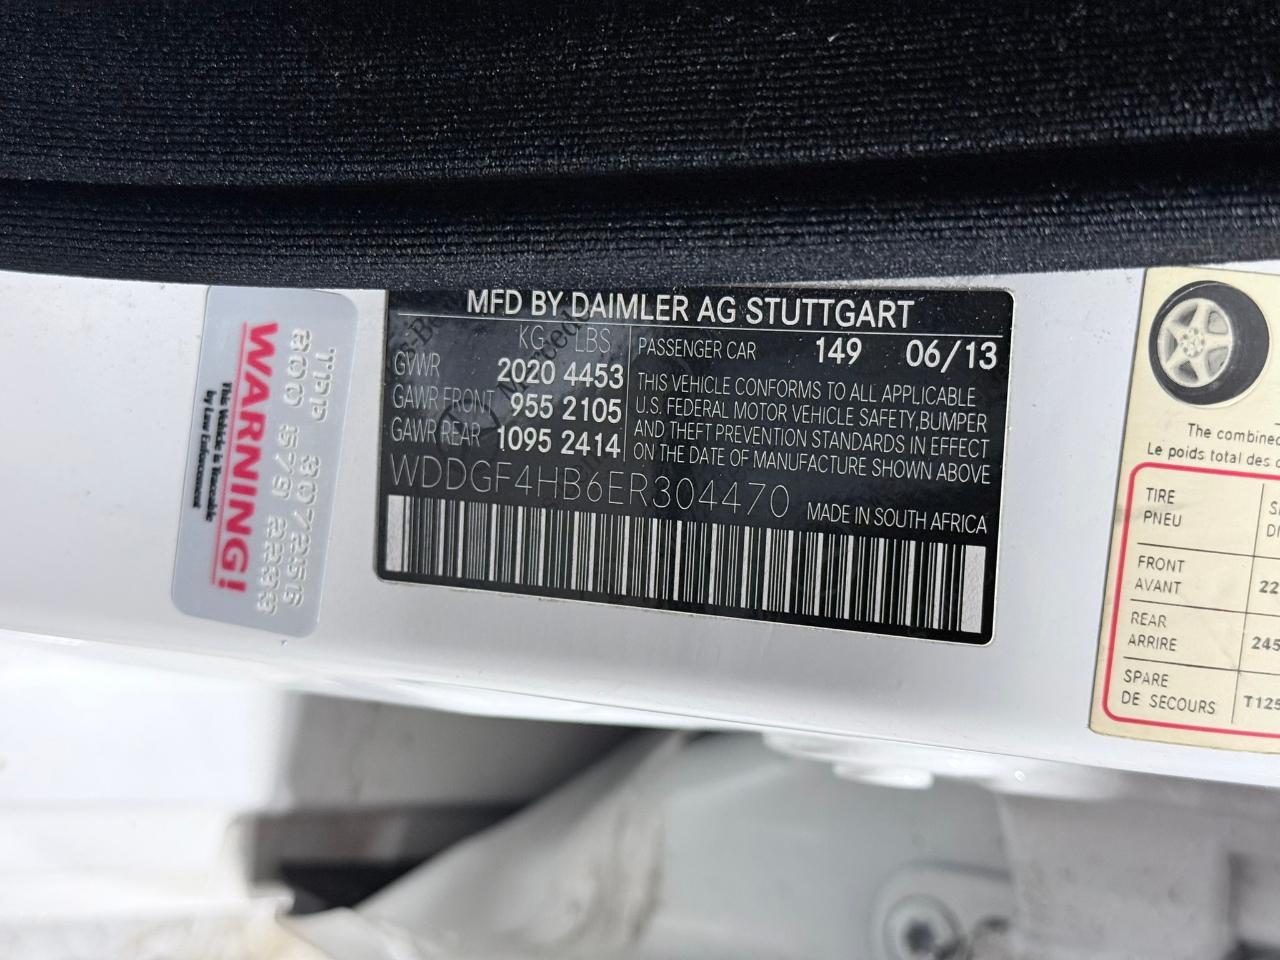 MFD BY DAIMLER AG STUTTGART
KG LBS
GVWR 2020 4453
GAWR FRONT 955 2105
GAWR REAR 1095 2414
PASSENGER CAR 149 06/13
THIS VEHICLE CONFORMS TO ALL APPLICABLE
U.S. FEDERAL MOTOR VEHICLE SAFETY,BUMPER
AND THEFT PREVENTION STANDARDS IN EFFECT
ON THE DATE OF MANUFACTURE SHOWN ABOVE
WDDGF4HB6ER304470
MADE IN SOUTH AFRICA
WARNING!
This Vehicle is Traceable
by Law Enforcement
The combined
Le poids total des
TIRE
PNEU
FRONT
AVANT
22
REAR
ARRIRE
245
SPARE
DE SECOURS
T125